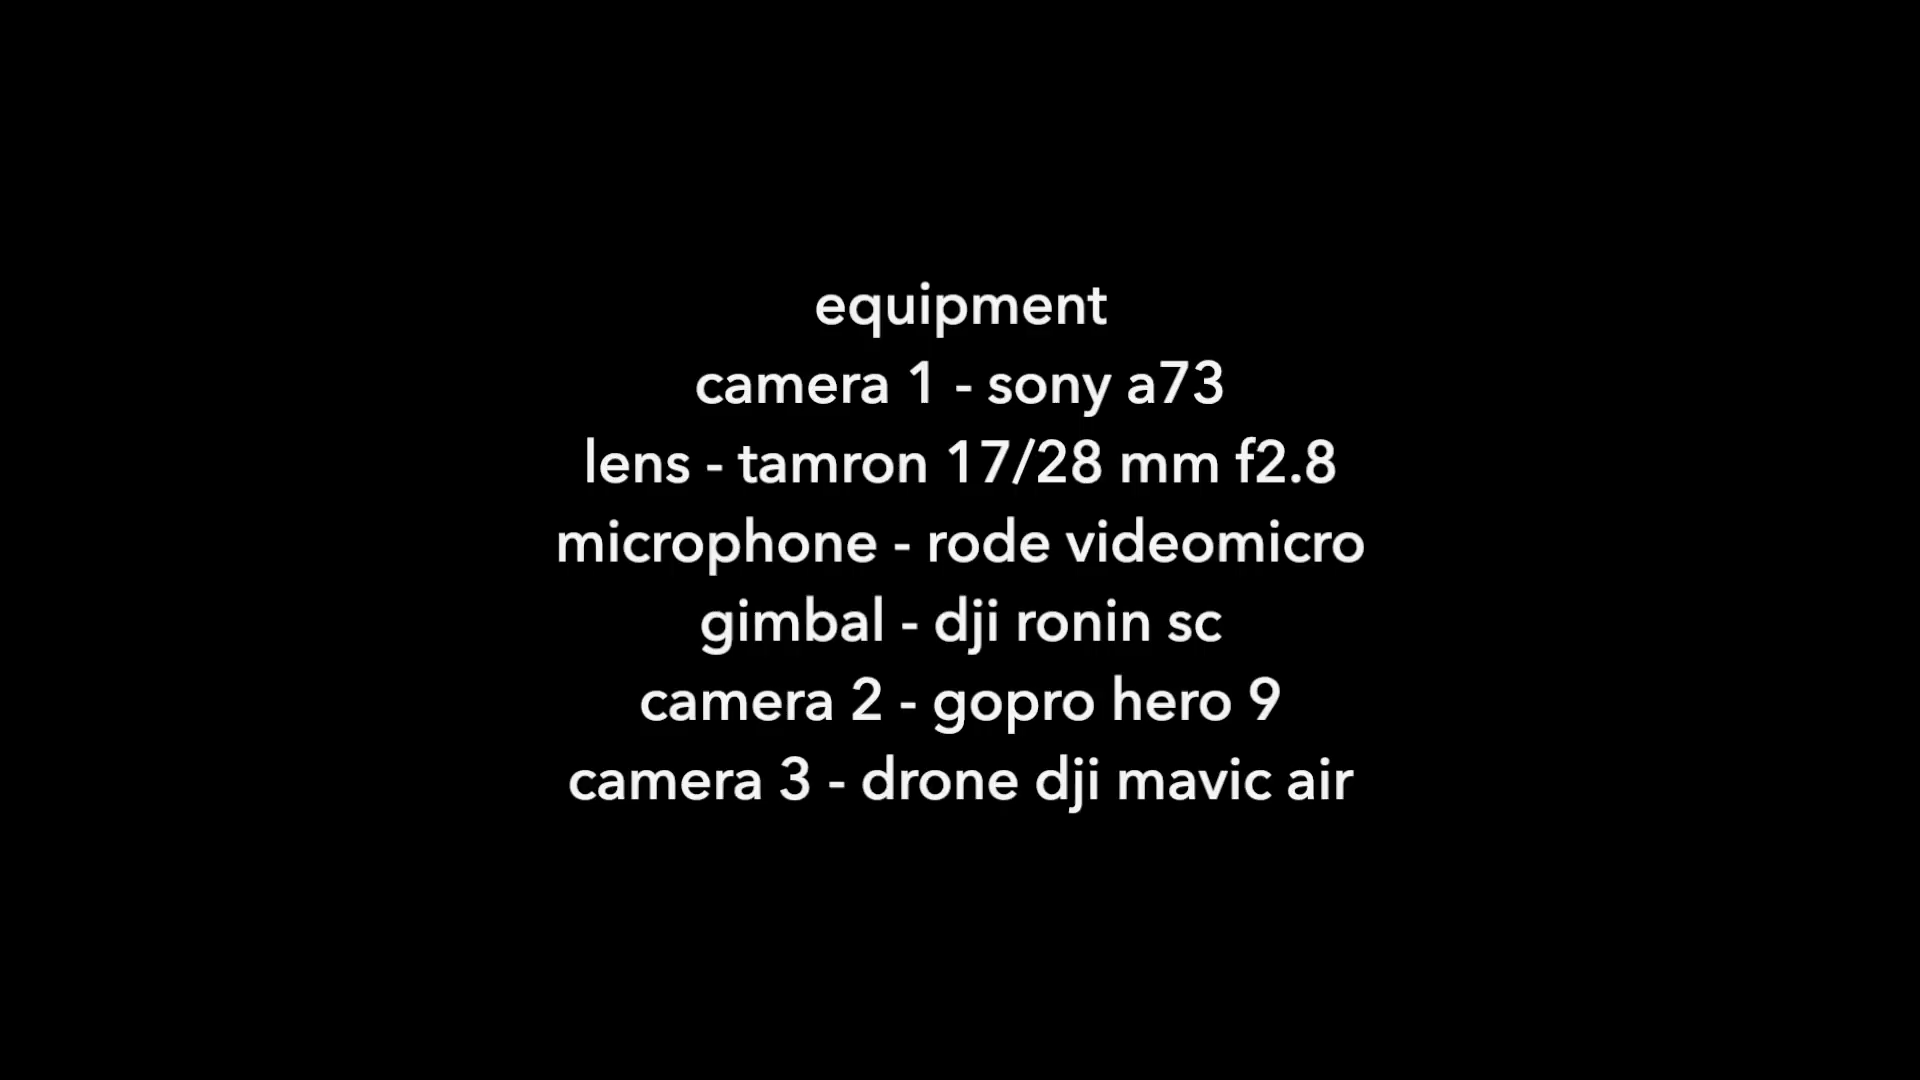 equipment
camera 1 - sony a73
lens - tamron 17/28 mm f2.8
microphone - rode videomicro
gimbal - dji ronin sc
camera 2 - gopro hero 9
camera 3 - drone dji mavic air